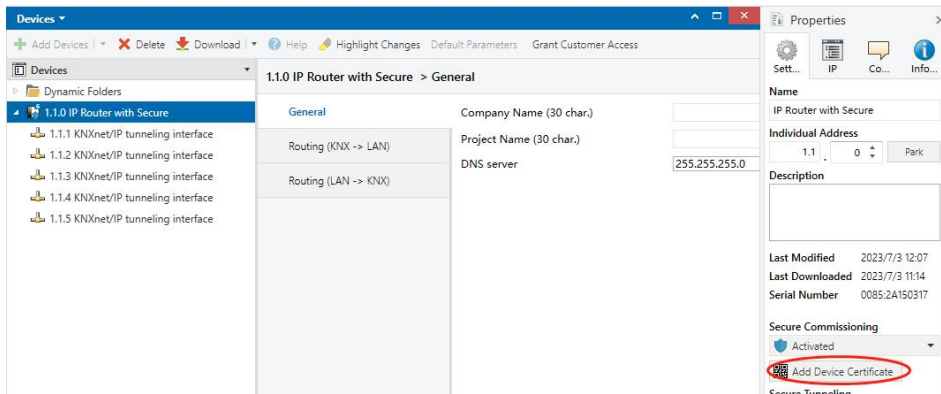 Devices
Add Devices Delete Download Help Highlight Changes Default Parameters Grant Customer Access
Devices
Dynamic Folders
1.1.0 IP Router with Secure
1.1.1 KNXnet/IP tunneling interface
1.1.2 KNXnet/IP tunneling interface
1.1.3 KNXnet/IP tunneling interface
1.1.4 KNXnet/IP tunneling interface
1.1.5 KNXnet/IP tunneling interface
1.1.0 IP Router with Secure > General
General
Routing (KNX -> LAN)
Routing (LAN -> KNX)
Company Name (30 char.)
Project Name (30 char.)
DNS server 255.255.255.0
Properties
Sett... IP Co... Info...
Name
IP Router with Secure
Individual Address
1.1 . 0 Park
Description
Last Modified 2023/7/3 12:07
Last Downloaded 2023/7/3 11:14
Serial Number 0085:2A150317
Secure Commissioning
Activated
Add Device Certificate
Secure Tunneling